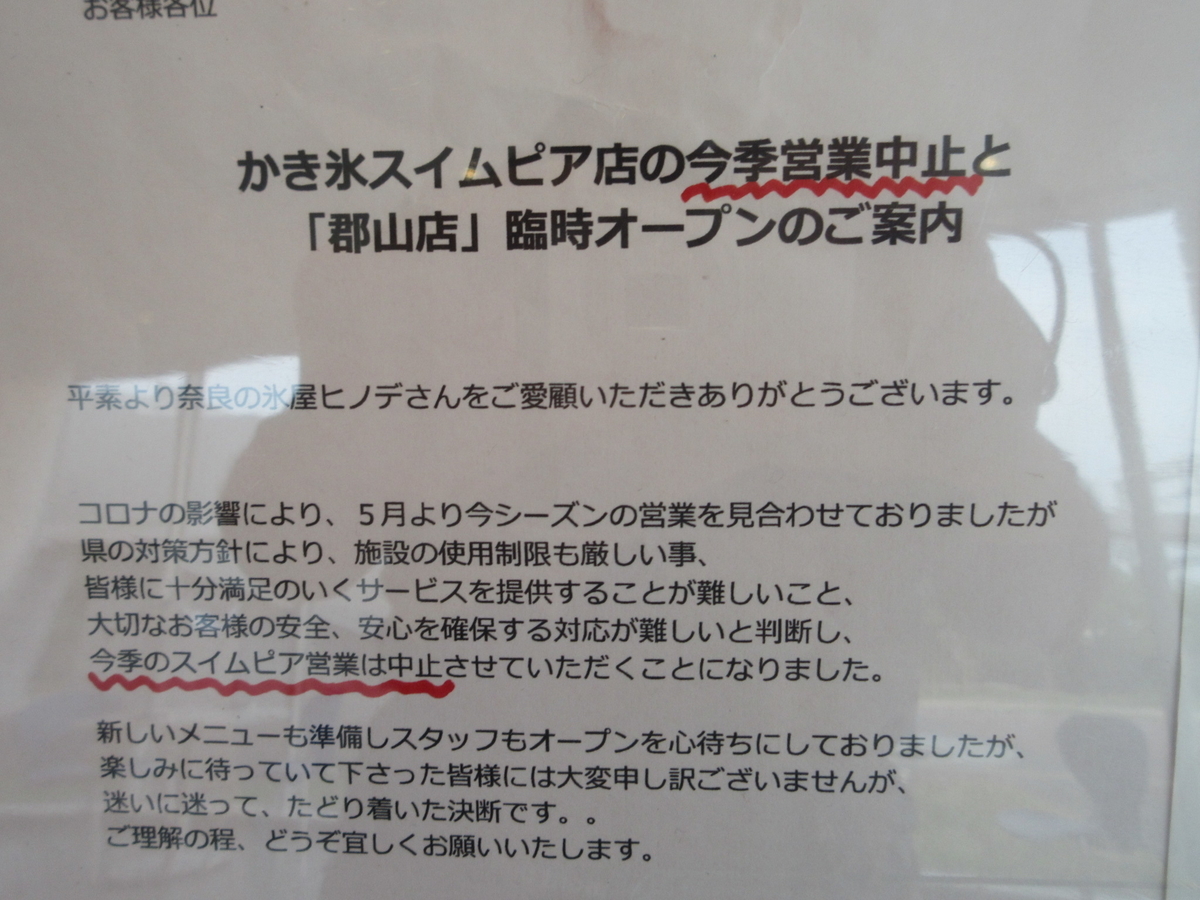 お客様各位
かき氷スイムピア店の今季営業中止と
「郡山店」臨時オープンのご案内
平素より奈良の氷屋ヒノデさんをご愛顧いただきありがとうございます。
コロナの影響により、５月より今シーズンの営業を見合わせておりましたが
県の対策方針により、施設の使用制限も厳しい事、
皆様に十分満足のいくサービスを提供することが難しいこと、
大切なお客様の安全、安心を確保する対応が難しいと判断し、
今季のスイムピア営業は中止させていただくことになりました。
新しいメニューも準備しスタッフもオープンを心待ちにしておりましたが、
楽しみに待っていて下さった皆様には大変申し訳ございませんが、
迷いに迷って、たどり着いた決断です。。
ご理解の程、どうぞ宜しくお願いいたします。